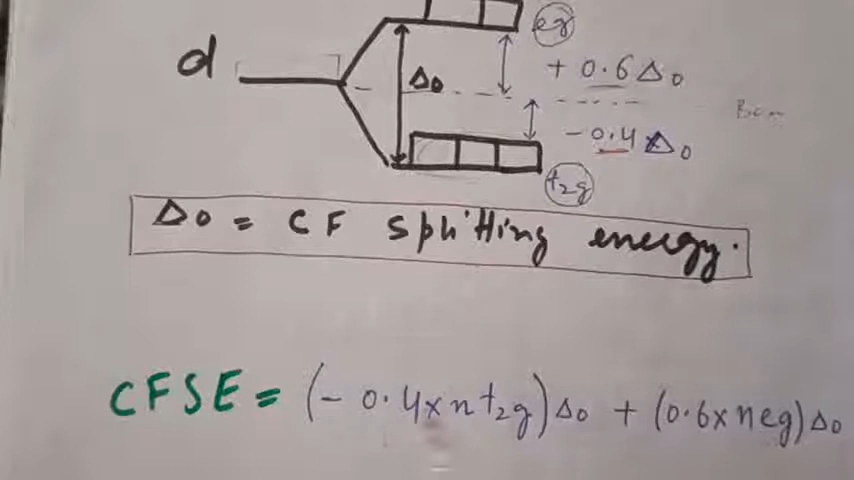 eg
d
Δo
+ 0.6 Δo
- 0.4 Δo
t2g
Δo = CF splitting energy.
CFSE = (- 0.4 x n t2g) Δo + (0.6 x n eg) Δo